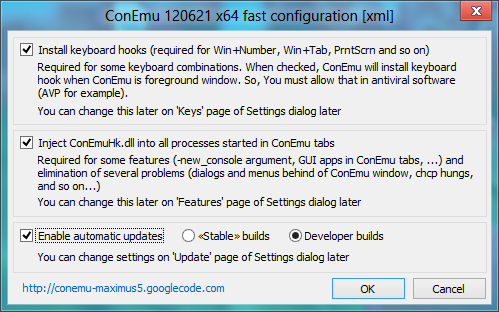 ConEmu 120621 x64 fast configuration [xml]
Install keyboard hooks (required for Win+Number, Win+Tab, PrntScrn and so on)
Required for some keyboard combinations. When checked, ConEmu will install keyboard
hook when ConEmu is foreground window. So, You must allow that in antiviral software
(AVP for example).
You can change this later on 'Keys' page of Settings dialog later
Inject ConEmuHk.dll into all processes started in ConEmu tabs
Required for some features (-new_console argument, GUI apps in ConEmu tabs, ...) and
elimination of several problems (dialogs and menus behind of ConEmu window, chcp hungs,
and so on...)
You can change this later on 'Features' page of Settings dialog later
Enable automatic updates «Stable» builds Developer builds
You can change settings on 'Update' page of Settings dialog later
http://conemu-maximus5.googlecode.com OK Cancel